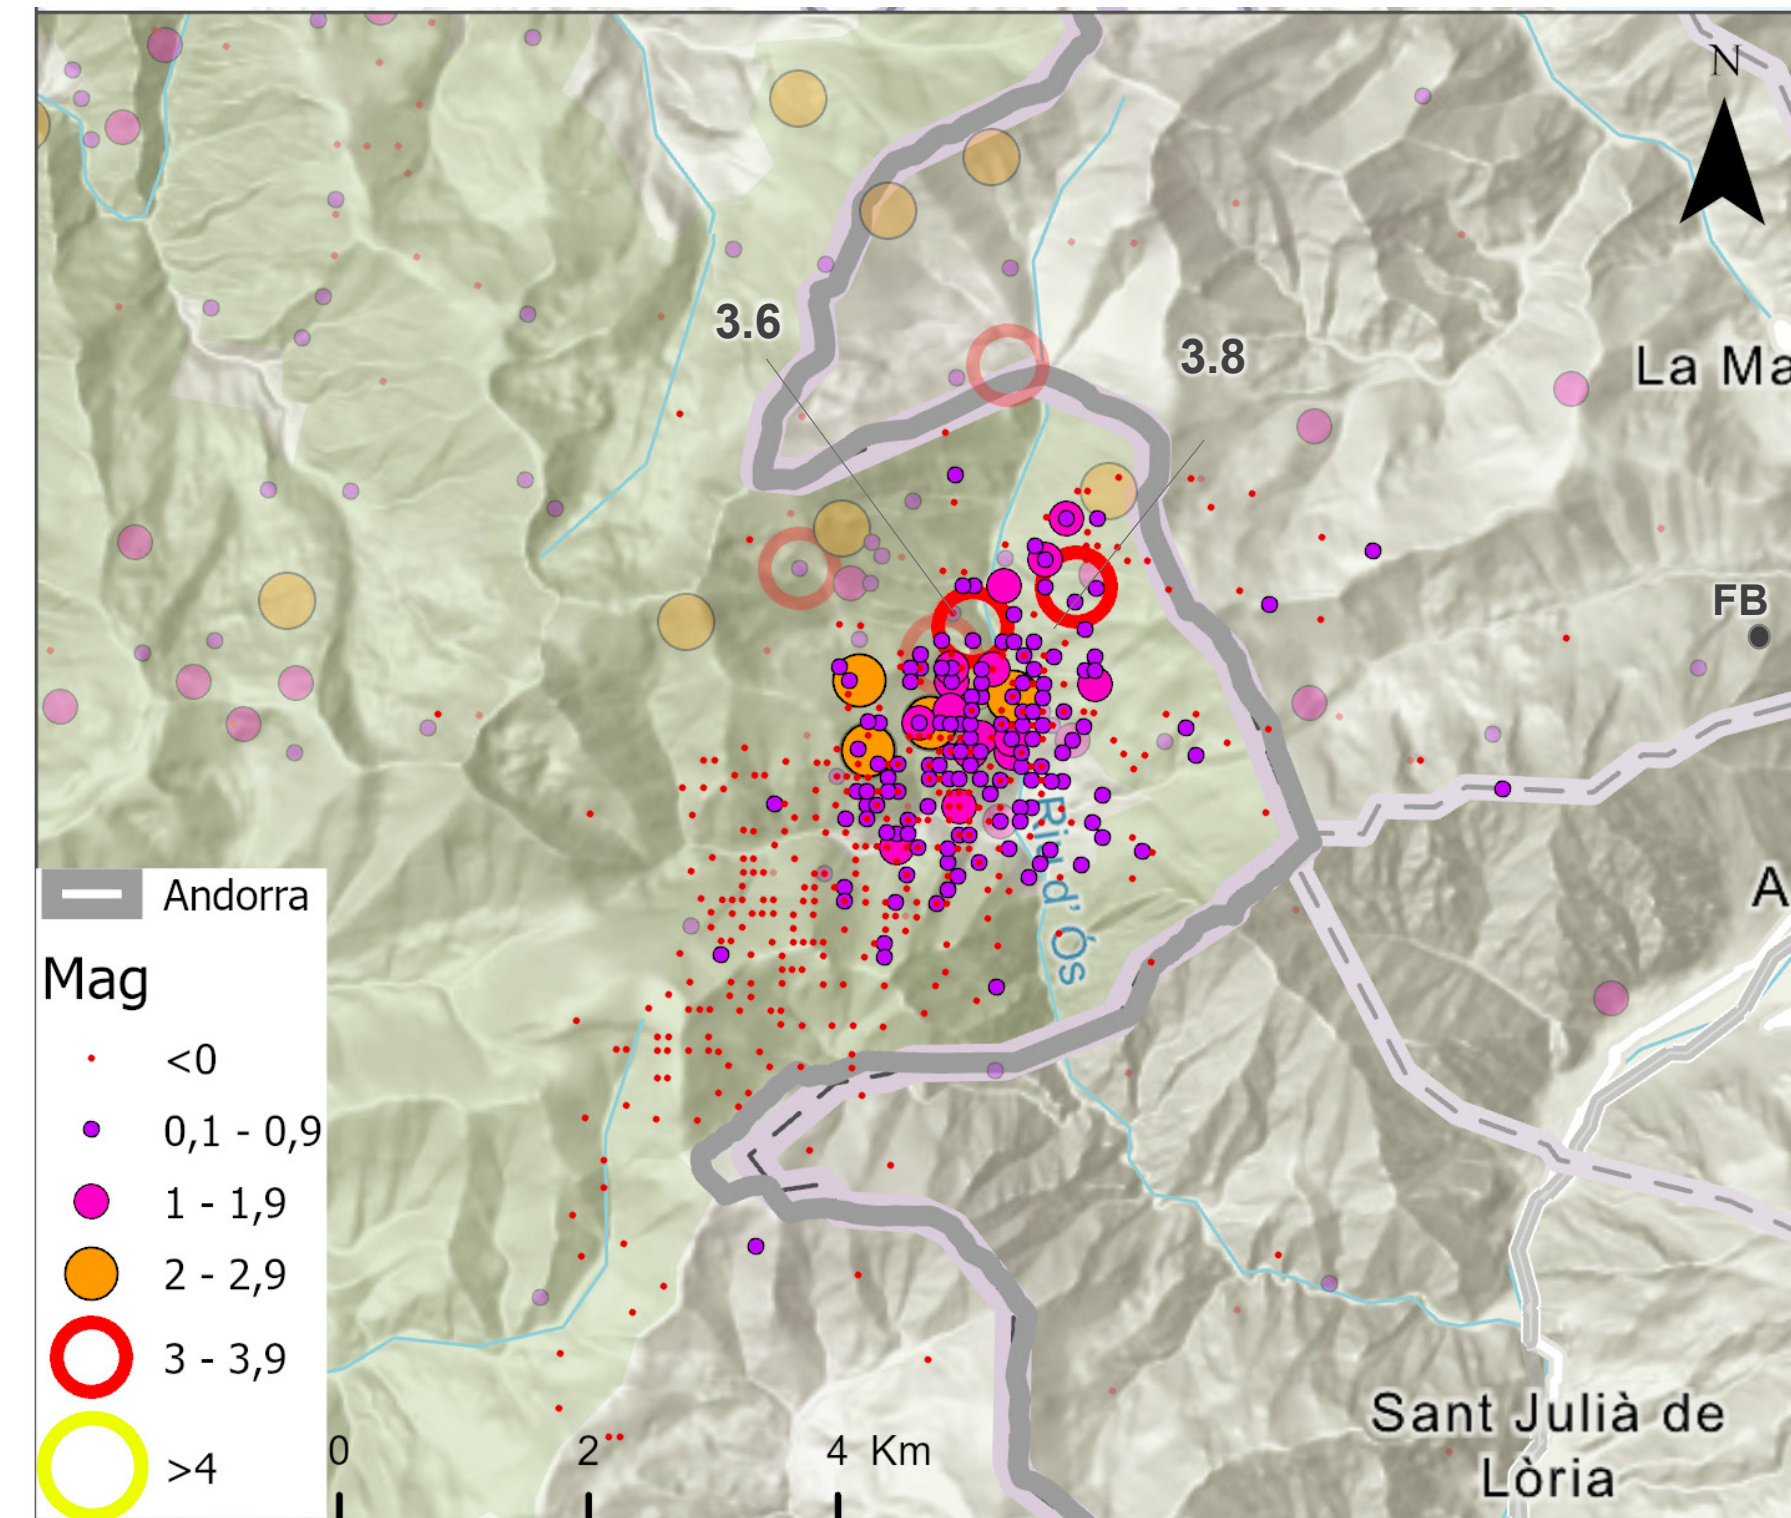 N
3.6
3.8
La Ma
FB
A
Riu d' Ós
Andorra
Mag
<0
0,1 - 0,9
1 - 1,9
2 - 2,9
3 - 3,9
>4
0 2 4 Km
Sant Julià de
Lòria